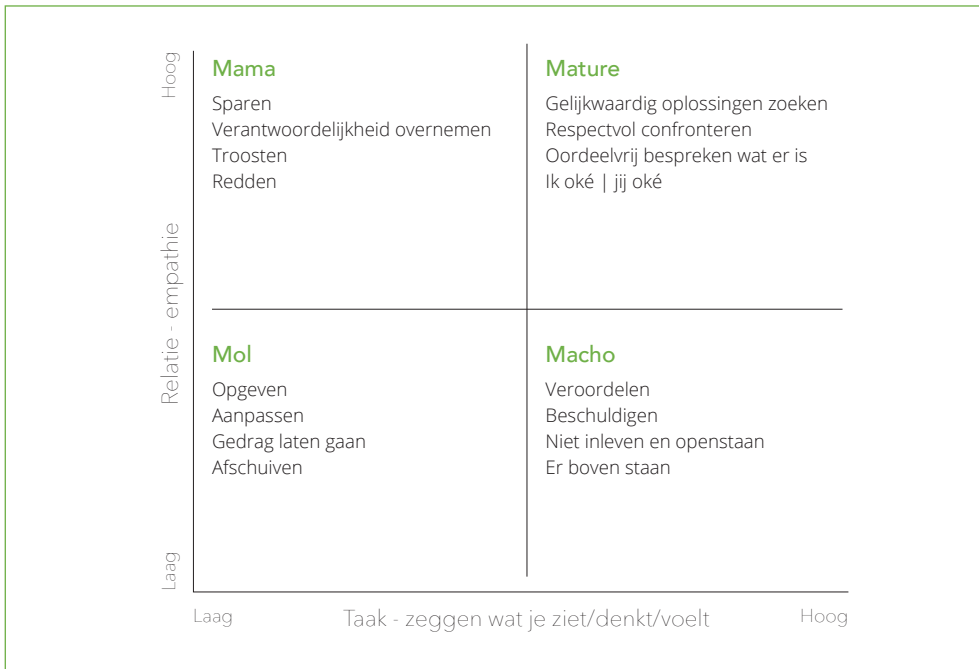 Hoog
Mama
Sparen
Verantwoordelijkheid overnemen
Troosten
Redden
Mature
Gelijkwaardig oplossingen zoeken
Respectvol confronteren
Oordeelvrij bespreken wat er is
Ik oké | jij oké
Relatie - empathie
Mol
Opgeven
Aanpassen
Gedrag laten gaan
Afschuiven
Macho
Veroordelen
Beschuldigen
Niet inleven en openstaan
Er boven staan
Laag
Laag
Taak - zeggen wat je ziet/denkt/voelt
Hoog